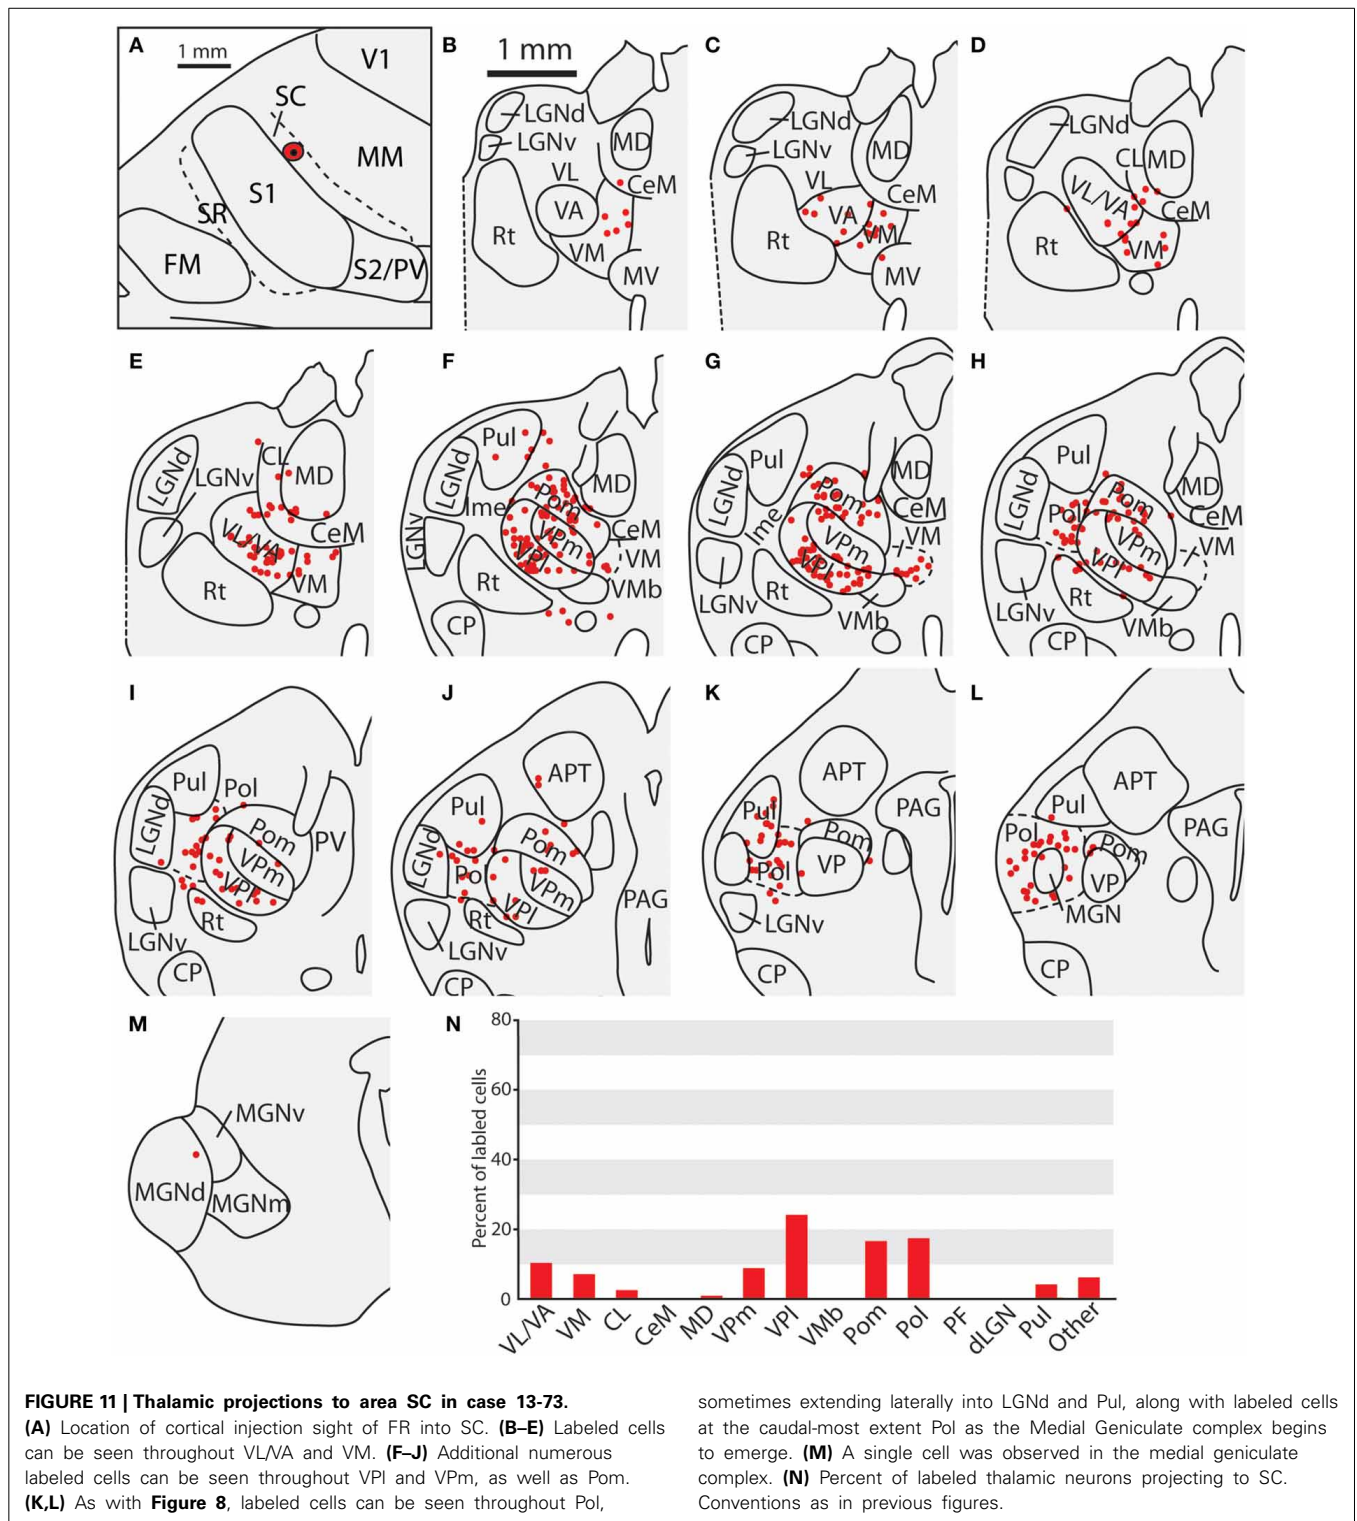 A
1 mm
V1
SC
MM
S1
SR
FM
S2/PV
B
1 mm
LGNd
LGNv
MD
VL
CeM
VA
Rt
VM
MV
C
LGNd
LGNv
MD
VL
CeM
VA
VM
Rt
MV
D
LGNd
CL
MD
VL/VA
CeM
Rt
VM
E
LGNd
LGNv
CL
MD
VL/VA
CeM
Rt
VM
F
Pul
LGNd
MD
Ime
Pom
LGNv
VPm
CeM
VPl
VM
Rt
VMb
CP
G
Pul
MD
LGNd
Pom
CeM
Ime
VM
VPm
VPl
LGNv
Rt
VMb
CP
H
Pul
LGNd
MD
Pom
Pol
CeM
VPm
VM
VPl
LGNv
Rt
VMb
CP
I
Pul
Pol
LGNd
Pom
PV
VPm
VPl
Rt
LGNv
CP
J
APT
Pul
LGNd
Pom
Pol
VPm
VPl
PAG
Rt
LGNv
CP
K
APT
Pul
PAG
Pom
VP
Pol
LGNv
CP
L
APT
Pul
Pol
PAG
Pom
VP
MGN
CP
M
MGNv
MGNd
MGNm
N
80
60
40
20
0
Percent of labled cells
VL/VA
VM
CL
CeM
MD
VPm
VPl
VMb
Pom
Pol
PF
dLGN
Pul
Other
FIGURE 11 | Thalamic projections to area SC in case 13-73.
(A) Location of cortical injection sight of FR into SC. (B–E) Labeled cells
can be seen throughout VL/VA and VM. (F–J) Additional numerous
labeled cells can be seen throughout VPl and VPm, as well as Pom.
(K,L) As with Figure 8, labeled cells can be seen throughout Pol,
sometimes extending laterally into LGNd and Pul, along with labeled cells
at the caudal-most extent Pol as the Medial Geniculate complex begins
to emerge. (M) A single cell was observed in the medial geniculate
complex. (N) Percent of labeled thalamic neurons projecting to SC.
Conventions as in previous figures.